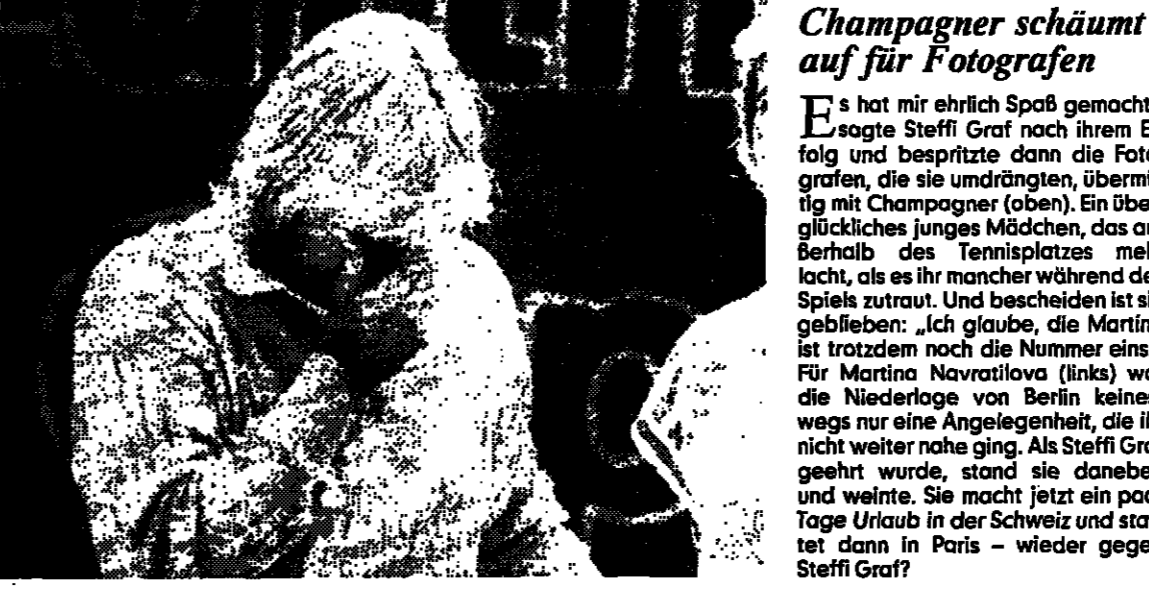 Champagner schäumt
auf für Fotografen
Es hat mir ehrlich Spaß gemacht
sagte Steffi Graf nach ihrem E
folg und bespritzte dann die Fot
grafen, die sie umdrängten, übermü
tig mit Champagner (oben). Ein übe
glückliches junges Mädchen, das a
ßerhalb des Tennisplatzes me
lacht, als es ihr mancher während de
Spiels zutraut. Und bescheiden ist si
geblieben: „Ich glaube, die Martin
ist trotzdem noch die Nummer eins
Für Martina Navratilova (links) wa
die Niederlage von Berlin keine
wegs nur eine Angelegenheit, die ih
nicht weiter nahe ging. Als Steffi Gra
geehrt wurde, stand sie danebe
und weinte. Sie macht jetzt ein paa
Tage Urlaub in der Schweiz und sta
tet dann in Paris – wieder gege
Steffi Graf?